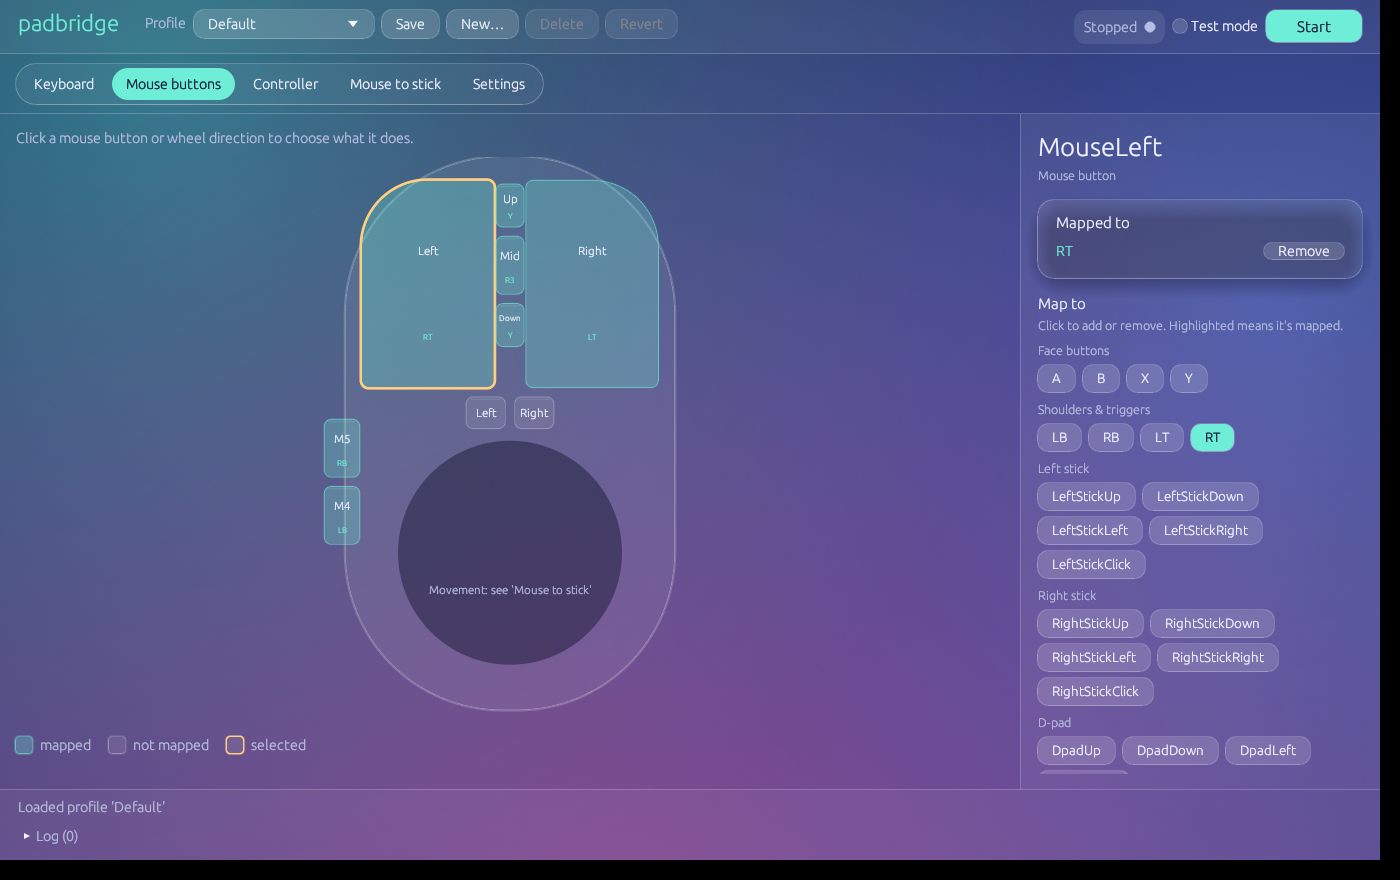 padbridge Profile Default Save New... Delete Revert Stopped Test mode Start
Keyboard Mouse buttons Controller Mouse to stick Settings
Click a mouse button or wheel direction to choose what it does.
Left
RT
Up
Y
Mid
R3
Down
Y
Right
LT
Left Right
M5
RB
M4
LB
Movement: see 'Mouse to stick'
mapped not mapped selected
MouseLeft
Mouse button
Mapped to
RT Remove
Map to
Click to add or remove. Highlighted means it's mapped.
Face buttons
A B X Y
Shoulders & triggers
LB RB LT RT
Left stick
LeftStickUp LeftStickDown
LeftStickLeft LeftStickRight
LeftStickClick
Right stick
RightStickUp RightStickDown
RightStickLeft RightStickRight
RightStickClick
D-pad
DpadUp DpadDown DpadLeft
Loaded profile 'Default'
Log (0)